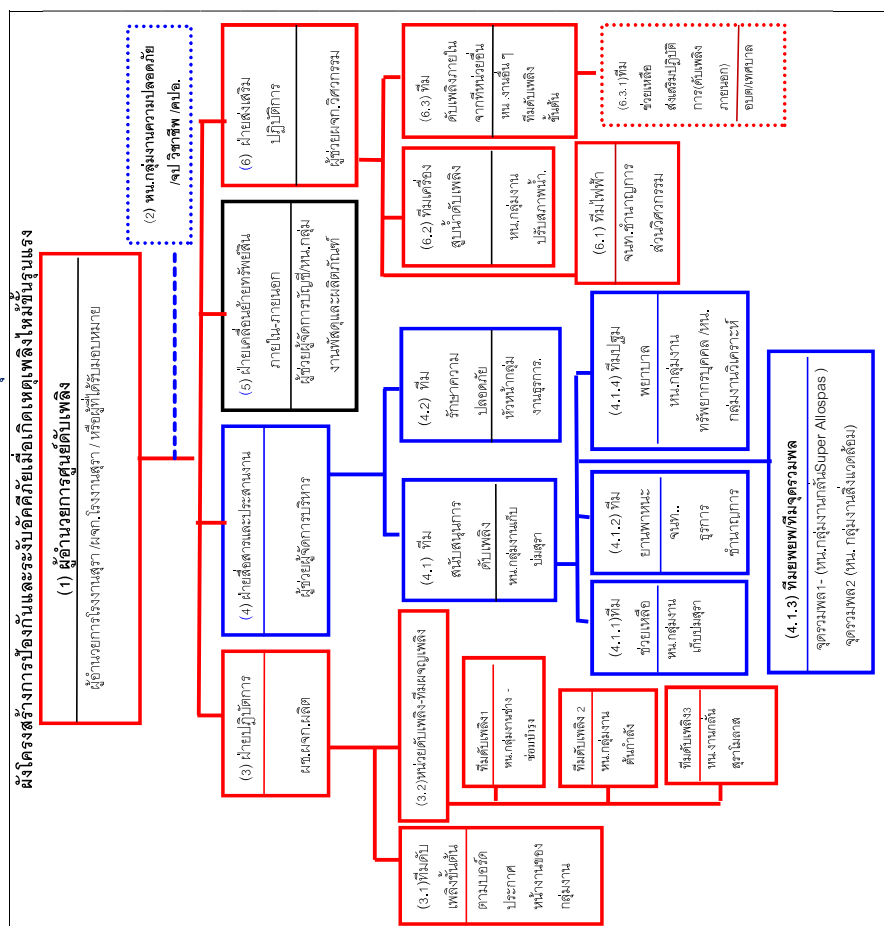 ผังโครงสร้างการป้องกันและระงับอัคคีภัยเมื่อเกิดเหตุเพลิงไหม้ขั้นรุนแรง
(1) ผู้อำนวยการศูนย์ดับเพลิง
ผู้อำนวยการโรงงานสุรา /ผจก.โรงงานสุรา / หรือผู้ที่ได้รับมอบหมาย
(2) หน.กลุ่มงานความปลอดภัย
/จป วิชาชีพ /คปอ.
(3) ฝ่ายปฏิบัติการ
ผช.ผจก.ผลิต
(4) ฝ่ายสื่อสารและประสานงาน
ผู้ช่วยผู้จัดการบริหาร
(5) ฝ่ายเคลื่อนย้ายทรัพย์สิน
ภายใน-ภายนอก
ผู้ช่วยผู้จัดการบัญชี/หน.กลุ่ม
งานพัสดุและผลิตภัณฑ์
(6) ฝ่ายส่งเสริม
ปฏิบัติการ
ผู้ช่วยผจก.วิศวกรรม
(3.1)ทีมดับ
เพลิงขั้นต้น
ตามบอร์ด
ประกาศ
หน้างานของ
กลุ่มงาน
(3.2)หน่วยดับเพลิง-ทีมผจญเพลิง
ทีมดับเพลิง1
หน.กลุ่มงานช่าง -
ซ่อมบำรุง
ทีมดับเพลิง 2
หน.กลุ่มงาน
ต้นกำลัง
ทีมดับเพลิง3
หน.งานกลั่น
สุราโมลาส
(4.1) ทีม
สนับสนุนการ
ดับเพลิง
หน.กลุ่มงานเก็บ
บ่มสุรา
(4.2) ทีม
รักษาความ
ปลอดภัย
หัวหน้ากลุ่ม
งานธุรการ.
(4.1.1)ทีม
ช่วยเหลือ
หน.กลุ่มงาน
เก็บบ่มสุรา
(4.1.2) ทีม
ยานพาหนะ
จนท..
ธุรการ
ชำนาญการ
(4.1.4) ทีมปฐม
พยาบาล
หน.กลุ่มงาน
ทรัพยากรบุคคล /หน.
กลุ่มงานวิเคราะห์
(4.1.3) ทีมอพยพ/ทีมจุดรวมพล
จุดรวมพล1- (หน.กลุ่มงานกลั่นSuper Allospas )
จุดรวมพล2 (หน. กลุ่มงานสิ่งแวดล้อม)
(6.2) ทีมเครื่อง
สูบน้ำดับเพลิง
หน.กลุ่มงาน
ปรับสภาพน้ำ.
(6.3) ทีม
ดับเพลิงภายใน
จากที่หน่วยอื่น
หน .งานอื่น ๆ
ทีมดับเพลิง
ขั้นต้น
(6.1) ทีมไฟฟ้า
จนท.ชำนาญการ
ส่วนวิศวกรรม
(6.3.1)ทีม
ช่วยเหลือ
ส่งเสริมปฏิบัติ
การ(ดับเพลิง
ภายนอก)
อบต/เทศบาล